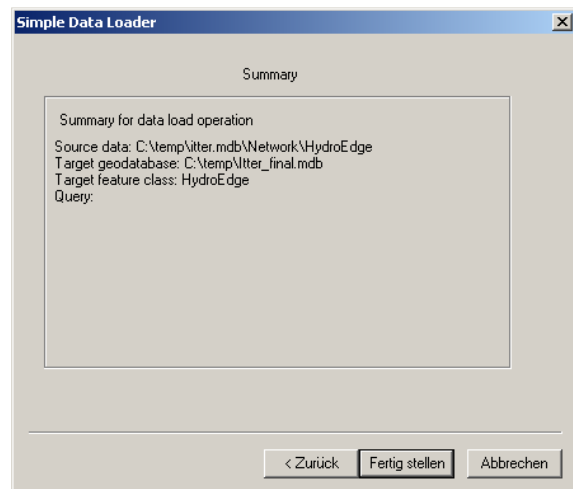 Simple Data Loader
Summary
Summary for data load operation
Source data: C:\temp\itter.mdb\Network\HydroEdge
Target geodatabase: C:\temp\Itter_final.mdb
Target feature class: HydroEdge
Query:
< Zurück
Fertig stellen
Abbrechen